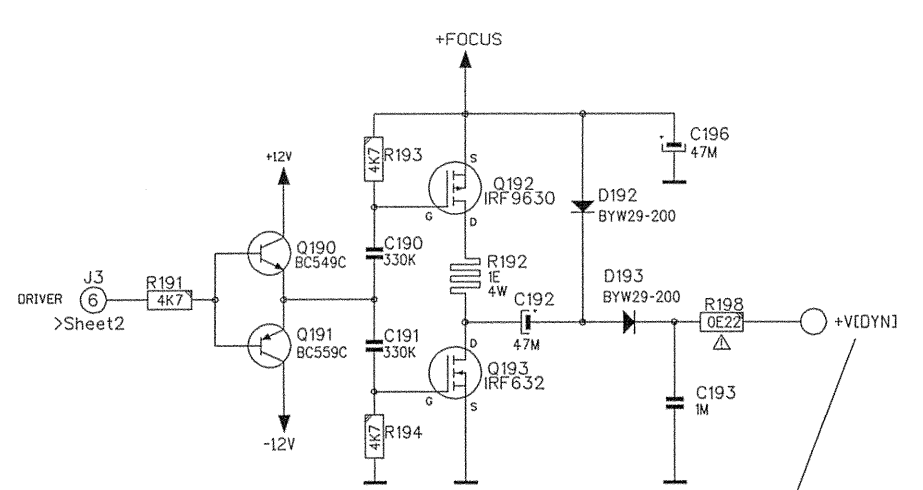 +FOCUS
C196
47M
R193
4K7
S
Q192
IRF9630
G
D
+12V
D192
BYW29-200
Q190
BC549C
C190
330K
R192
1E
4W
J3
6
DRIVER
>Sheet2
R191
4K7
C192
47M
D193
BYW29-200
R198
0E22
+V[DYN]
Q191
BC559C
C191
330K
D
Q193
IRF632
G
S
C193
1M
R194
4K7
-12V